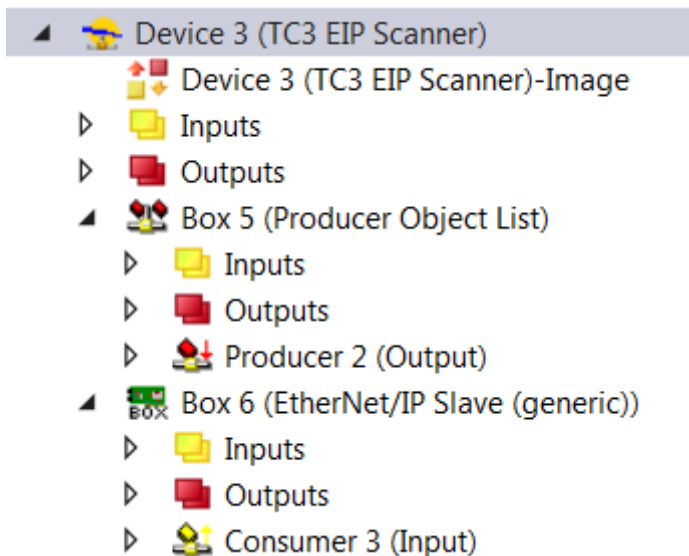 Device 3 (TC3 EIP Scanner)
Device 3 (TC3 EIP Scanner)-Image
Inputs
Outputs
Box 5 (Producer Object List)
Inputs
Outputs
Producer 2 (Output)
BOX Box 6 (EtherNet/IP Slave (generic))
Inputs
Outputs
Consumer 3 (Input)